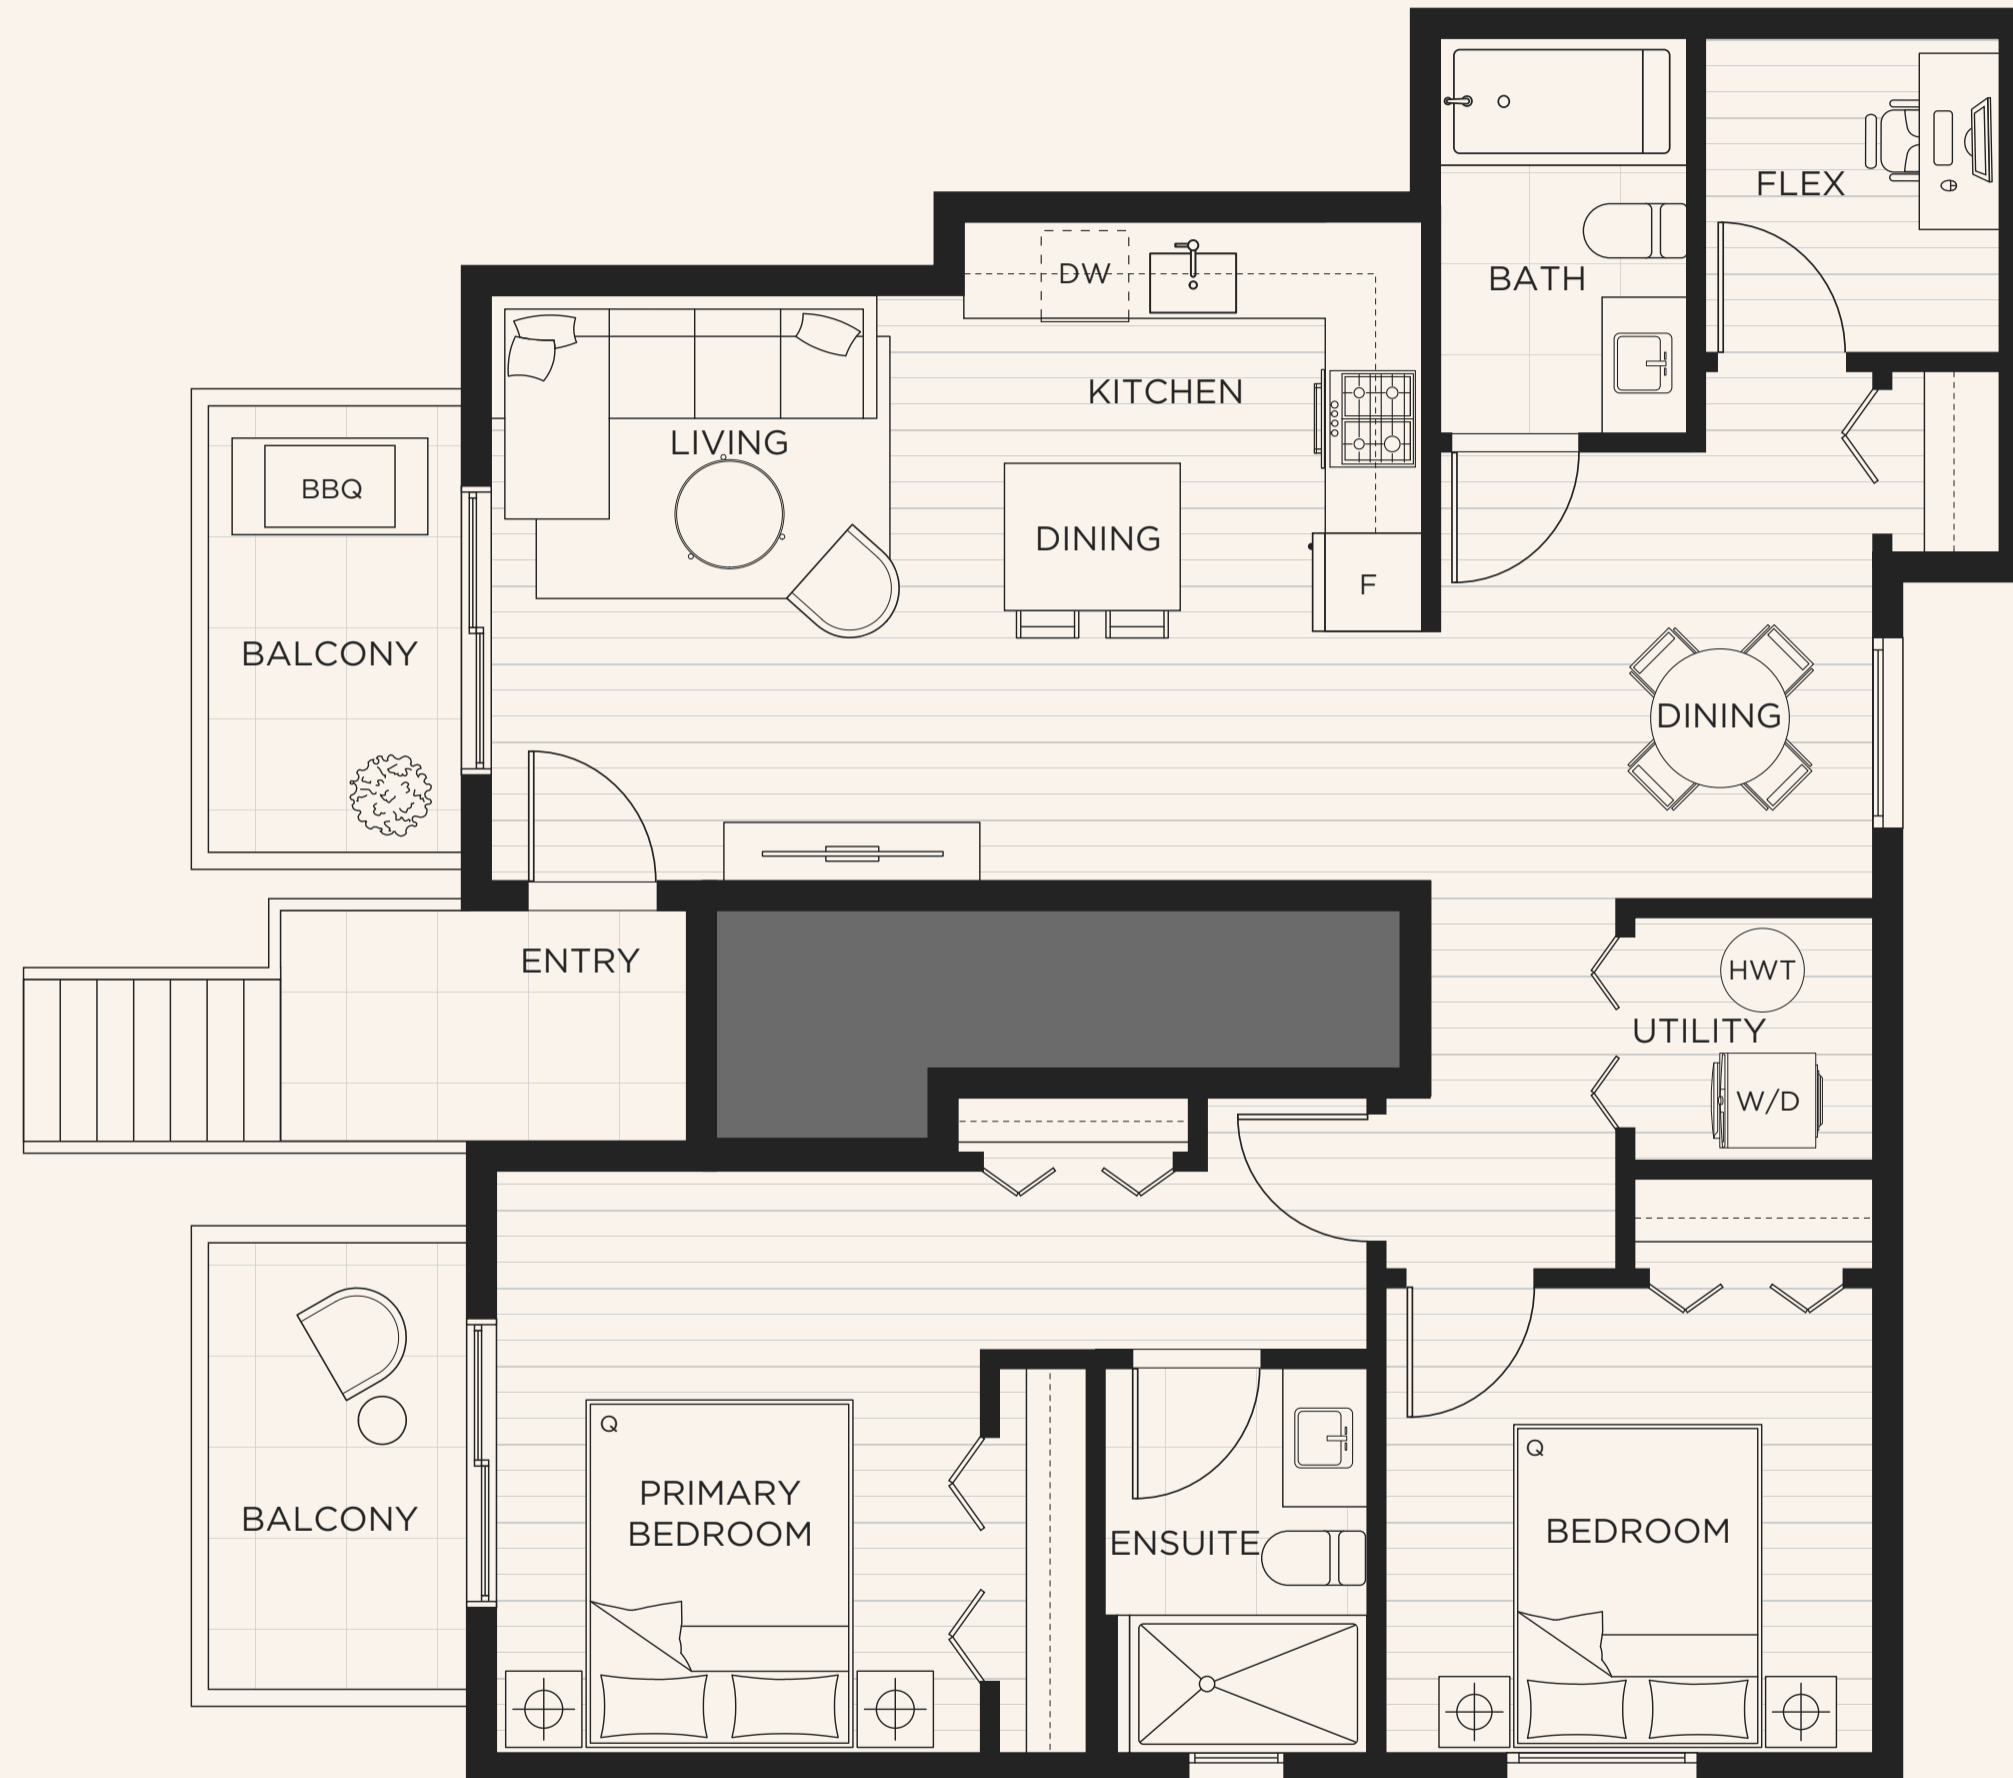 FLEX
BATH
DW
KITCHEN
LIVING
BBQ
DINING
F
BALCONY
DINING
ENTRY
HWT
UTILITY
W/D
Q
Q
PRIMARY
BEDROOM
BALCONY
ENSUITE
BEDROOM